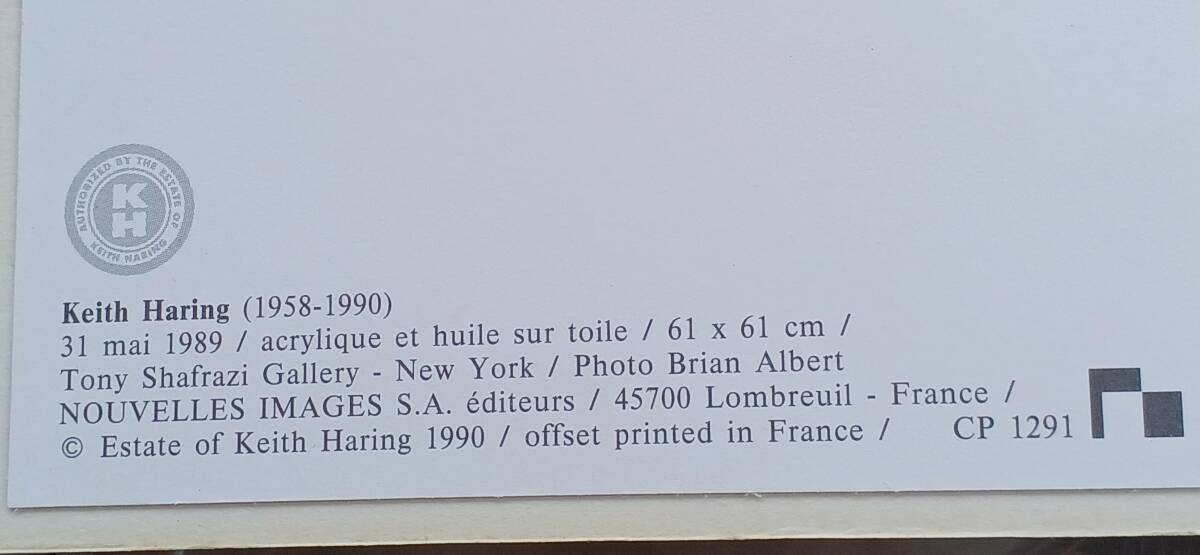 AUTHORIZED BY THE ESTATE OF
KEITH HARING
K
H
Keith Haring (1958-1990)
31 mai 1989 / acrylique et huile sur toile / 61 x 61 cm /
Tony Shafrazi Gallery - New York / Photo Brian Albert
NOUVELLES IMAGES S.A. éditeurs / 45700 Lombreuil - France /
© Estate of Keith Haring 1990 / offset printed in France / CP 1291